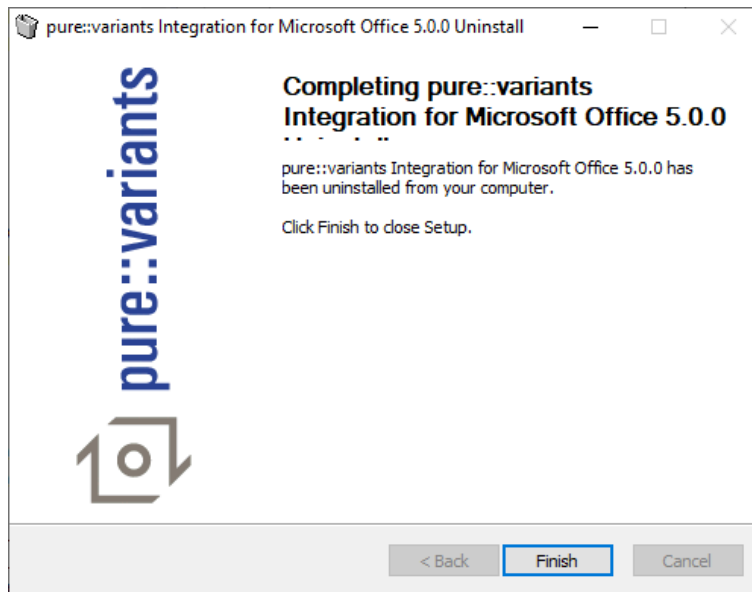 pure::variants Integration for Microsoft Office 5.0.0 Uninstall
pure::variants
Completing pure::variants
Integration for Microsoft Office 5.0.0
pure::variants Integration for Microsoft Office 5.0.0 has
been uninstalled from your computer.
Click Finish to close Setup.
< Back
Finish
Cancel